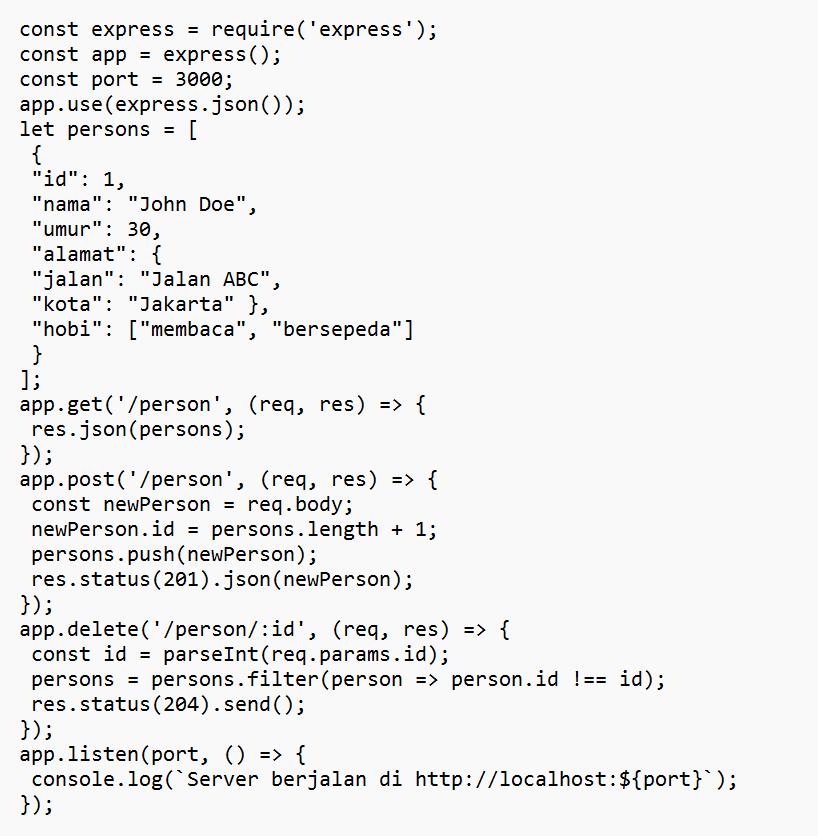 const express = require('express');
const app = express();
const port = 3000;
app.use(express.json());
let persons = [
 {
 "id": 1,
 "nama": "John Doe",
 "umur": 30,
 "alamat": {
 "jalan": "Jalan ABC",
 "kota": "Jakarta" },
 "hobi": ["membaca", "bersepeda"]
 }
];
app.get('/person', (req, res) => {
 res.json(persons);
});
app.post('/person', (req, res) => {
 const newPerson = req.body;
 newPerson.id = persons.length + 1;
 persons.push(newPerson);
 res.status(201).json(newPerson);
});
app.delete('/person/:id', (req, res) => {
 const id = parseInt(req.params.id);
 persons = persons.filter(person => person.id !== id);
 res.status(204).send();
});
app.listen(port, () => {
 console.log(`Server berjalan di http://localhost:${port}`);
});